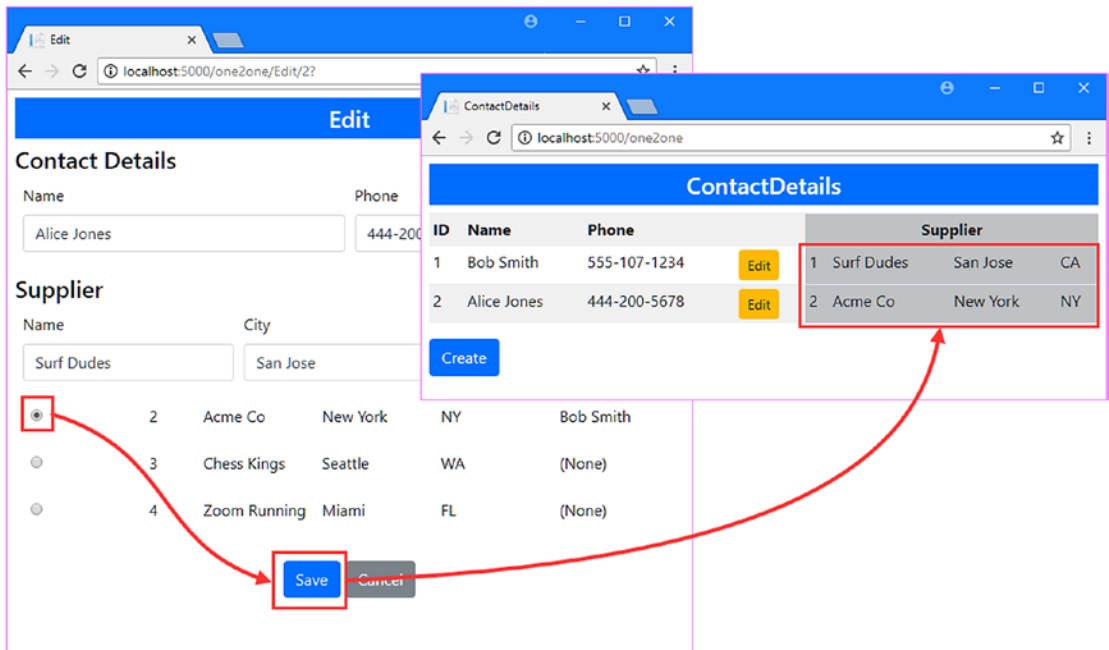 Edit
localhost:5000/one2one/Edit/2?
Edit
Contact Details
Name Phone
Alice Jones 444-200
Supplier
Name City
Surf Dudes San Jose
2 Acme Co New York NY Bob Smith
3 Chess Kings Seattle WA (None)
4 Zoom Running Miami FL (None)
Save Cancel
ContactDetails
localhost:5000/one2one
ContactDetails
ID Name Phone Supplier
1 Bob Smith 555-107-1234 Edit 1 Surf Dudes San Jose CA
2 Alice Jones 444-200-5678 Edit 2 Acme Co New York NY
Create